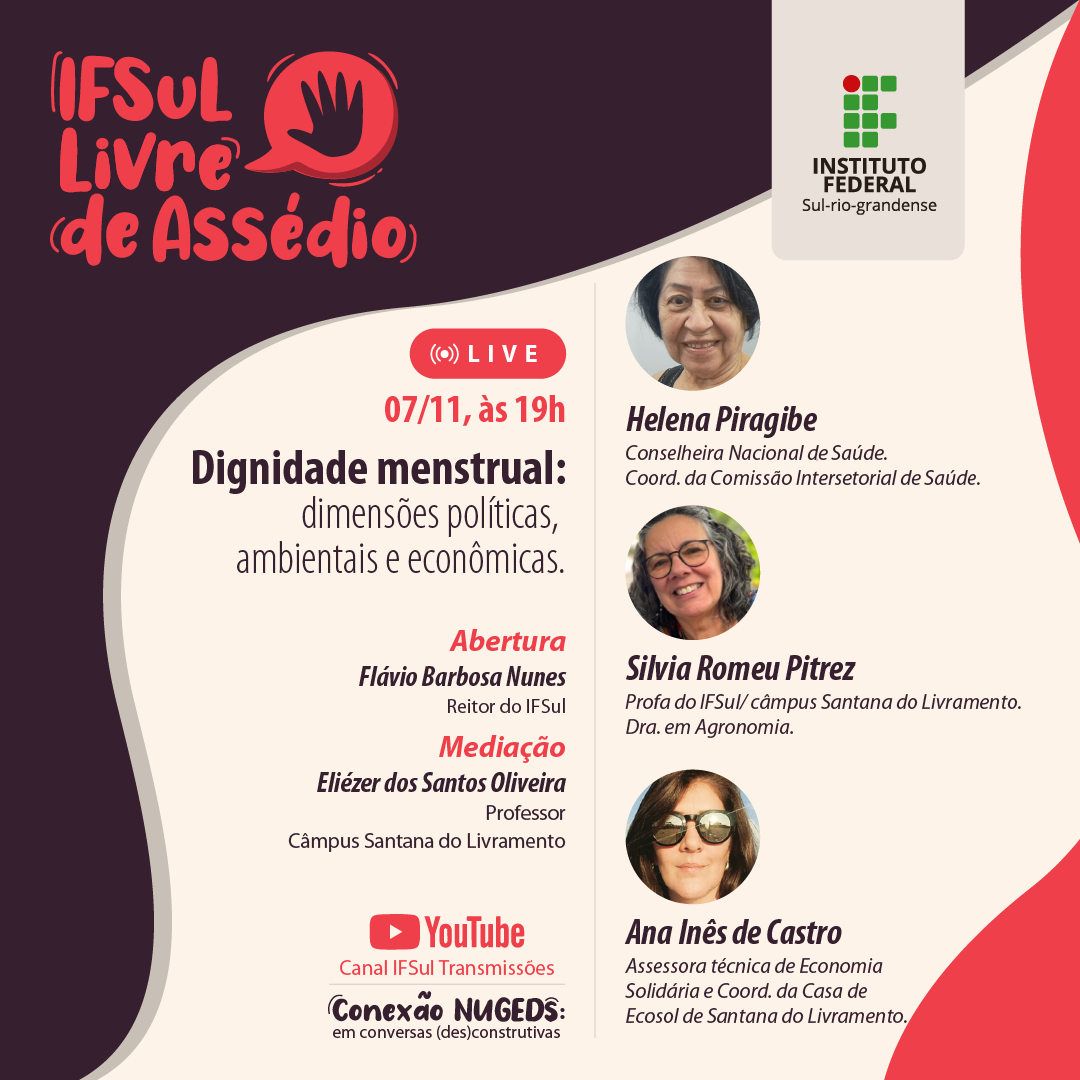 IFSul
Livre
de Assédio
INSTITUTO
FEDERAL
Sul-rio-grandense
LIVE
07/11, às 19h
Dignidade menstrual:
dimensões políticas,
ambientais e econômicas.
Abertura
Flávio Barbosa Nunes
Reitor do IFSul
Mediação
Eliézer dos Santos Oliveira
Professor
Câmpus Santana do Livramento
YouTube
Canal IFSul Transmissões
Conexão NUGEDS:
em conversas (des)construtivas
Helena Piragibe
Conselheira Nacional de Saúde.
Coord. da Comissão Intersetorial de Saúde.
Silvia Romeu Pitrez
Profa do IFSul/ câmpus Santana do Livramento.
Dra. em Agronomia.
Ana Inês de Castro
Assessora técnica de Economia
Solidária e Coord. da Casa de
Ecosol de Santana do Livramento.